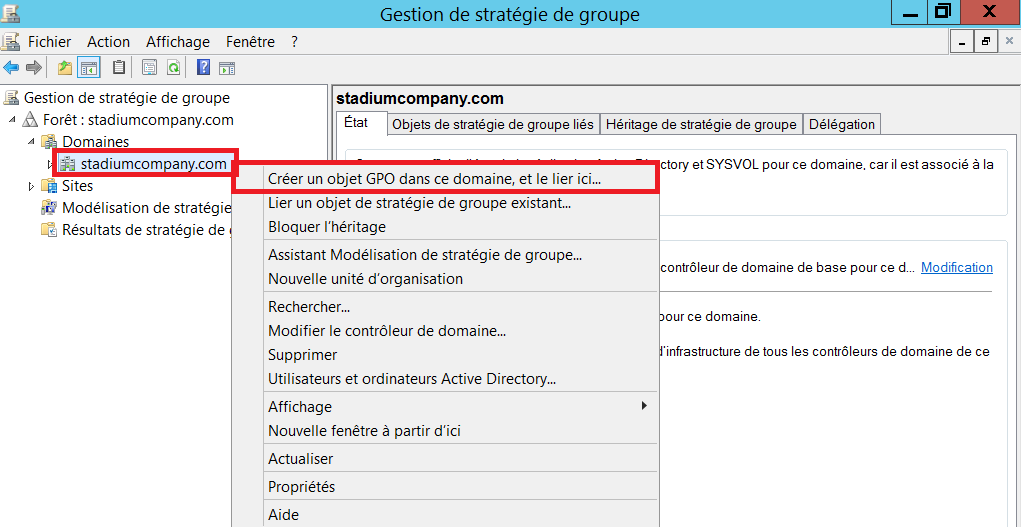 Gestion de stratégie de groupe
Fichier Action Affichage Fenêtre ?
Gestion de stratégie de groupe
Forêt : stadiumcompany.com
Domaines
stadiumcompany.com
Sites
Modélisation de stratégie
Résultats de stratégie de
stadiumcompany.com
État
Objets de stratégie de groupe liés
Héritage de stratégie de groupe
Délégation
Directory et SYSVOL pour ce domaine, car il est associé à la
contrôleur de domaine de base pour ce d... Modification
pour ce domaine.
d'infrastructure de tous les contrôleurs de domaine de ce
Créer un objet GPO dans ce domaine, et le lier ici...
Lier un objet de stratégie de groupe existant...
Bloquer l'héritage
Assistant Modélisation de stratégie de groupe...
Nouvelle unité d'organisation
Rechercher...
Modifier le contrôleur de domaine...
Supprimer
Utilisateurs et ordinateurs Active Directory...
Affichage
Nouvelle fenêtre à partir d'ici
Actualiser
Propriétés
Aide